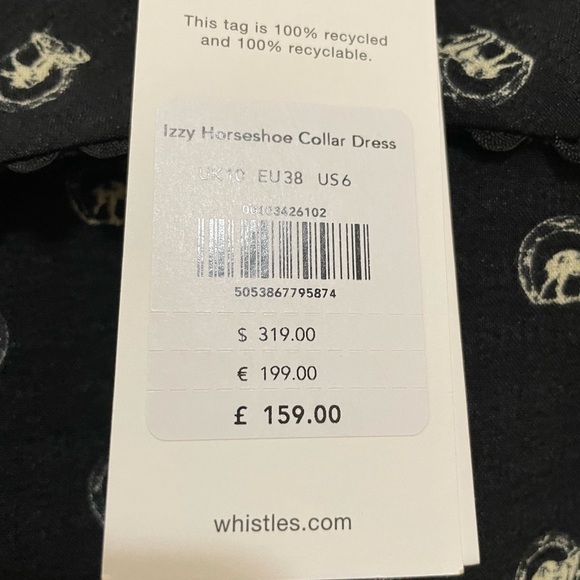 This tag is 100% recycled
and 100% recyclable.
Izzy Horseshoe Collar Dress
UK10 EU38 US6
00103426102
5053867795874
$ 319.00
€ 199.00
£ 159.00
whistles.com